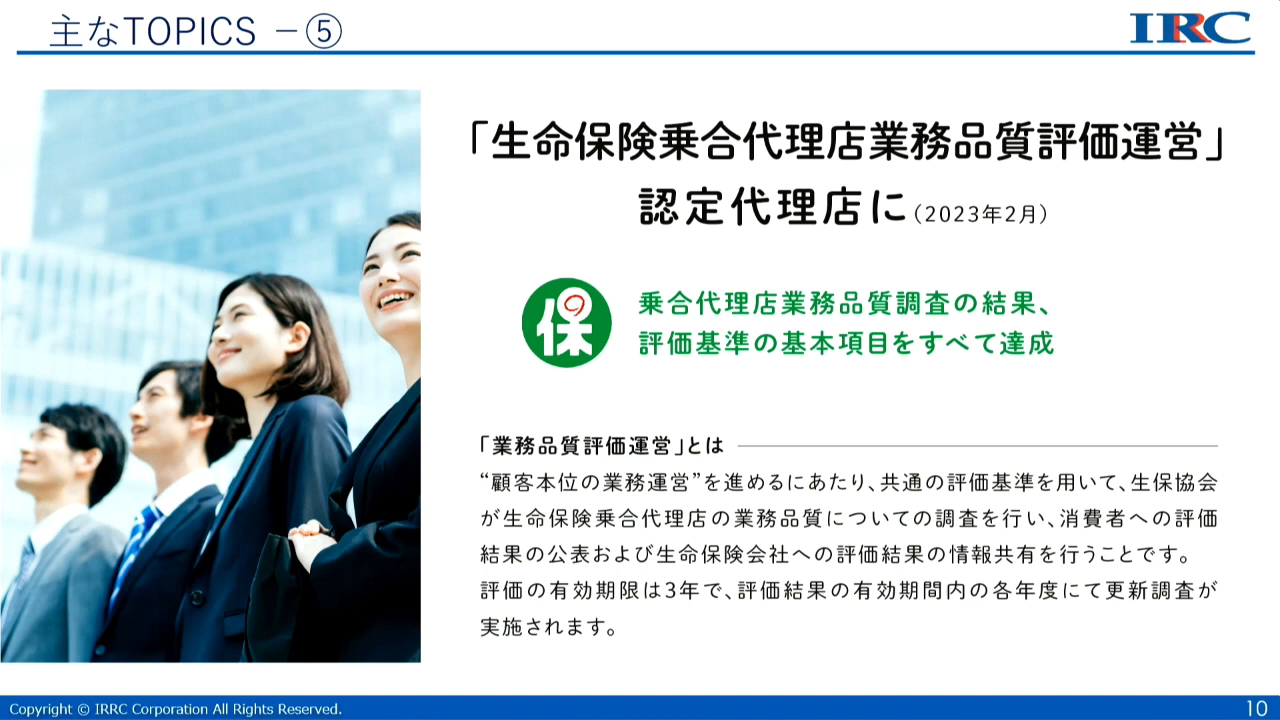 主なTOPICS －⑤
IRRC
「生命保険乗合代理店業務品質評価運営」
認定代理店に（2023年2月）
保
乗合代理店業務品質調査の結果、
評価基準の基本項目をすべて達成
「業務品質評価運営」とは
“顧客本位の業務運営”を進めるにあたり、共通の評価基準を用いて、生保協会
が生命保険乗合代理店の業務品質についての調査を行い、消費者への評価
結果の公表および生命保険会社への評価結果の情報共有を行うことです。
評価の有効期限は3年で、評価結果の有効期間内の各年度にて更新調査が
実施されます。
Copyright © IRRC Corporation All Rights Reserved.
10